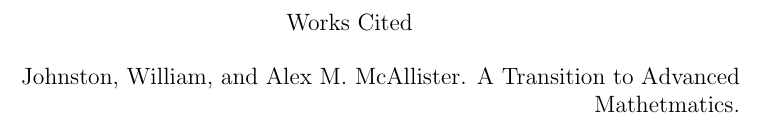 Works Cited
Johnston, William, and Alex M. McAllister. A Transition to Advanced
Mathetmatics.